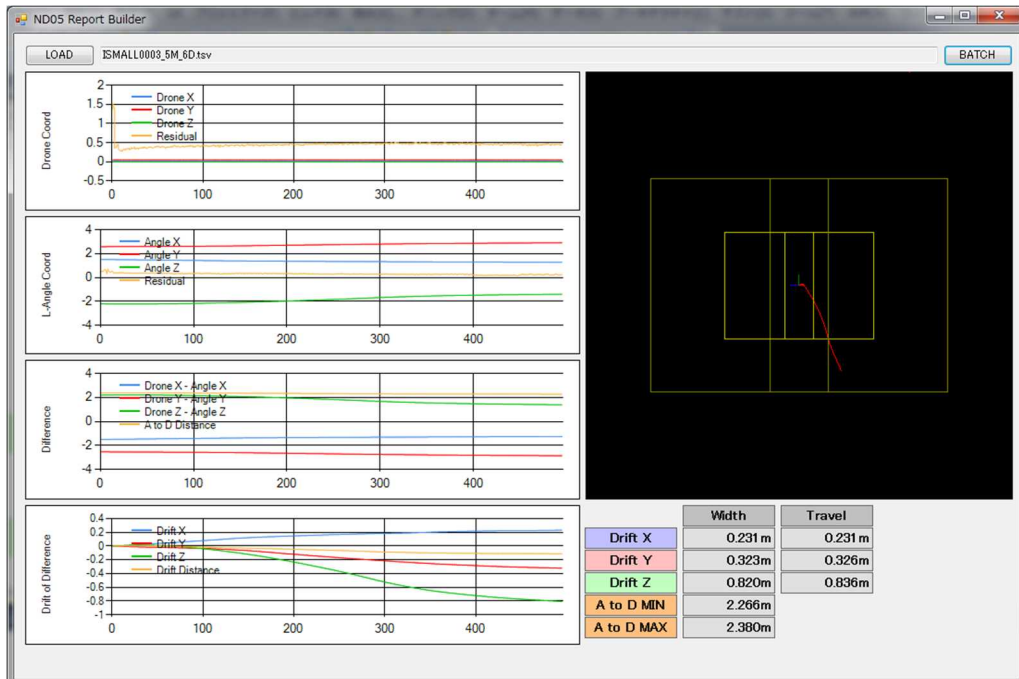 ND05 Report Builder
LOAD
ISMALL0003_5M_6D.tsv
BATCH
Drone Coord
2
1.5
1
0.5
0
-0.5
Drone X
Drone Y
Drone Z
Residual
0
100
200
300
400
L-Angle Coord
4
2
0
-2
-4
Angle X
Angle Y
Angle Z
Residual
0
100
200
300
400
Difference
4
2
0
-2
-4
Drone X - Angle X
Drone Y - Angle Y
Drone Z - Angle Z
A to D Distance
0
100
200
300
400
Drift of Difference
0.4
0.2
0
-0.2
-0.4
-0.6
-0.8
-1
Drift X
Drift Y
Drift Z
Drift Distance
0
100
200
300
400
Width Travel
Drift X 0.231 m 0.231 m
Drift Y 0.323m 0.326m
Drift Z 0.820m 0.836m
A to D MIN 2.266m
A to D MAX 2.380m